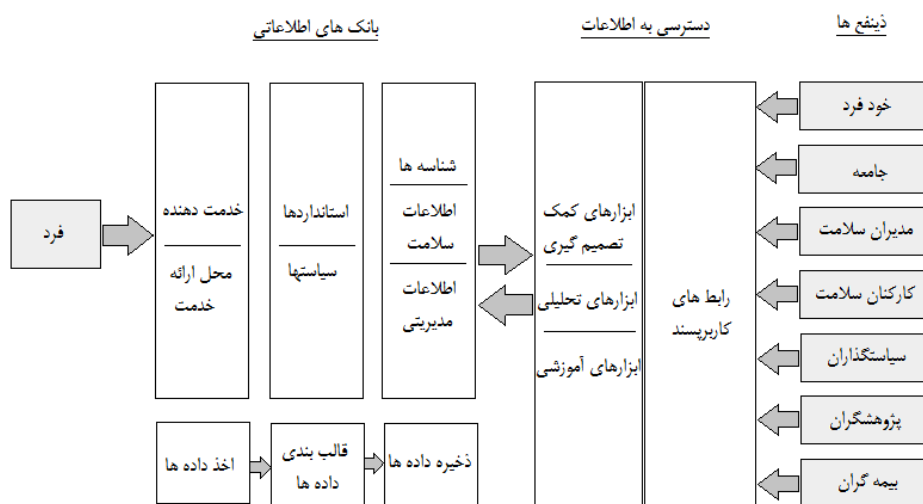 ذینفع ها
دسترسی به اطلاعات
بانک های اطلاعاتی
خود فرد
جامعه
مدیران سلامت
کارکنان سلامت
سیاستگذاران
پژوهشگران
بیمه گران
رابط های
کاربرپسند
ابزارهای کمک
تصمیم گیری
ابزارهای تحلیلی
ابزارهای آموزشی
شناسه ها
اطلاعات
سلامت
اطلاعات
مدیریتی
استانداردها
سیاستها
خدمت دهنده
محل ارائه
خدمت
فرد
اخذ داده ها
قالب بندی
داده ها
ذخیره داده ها